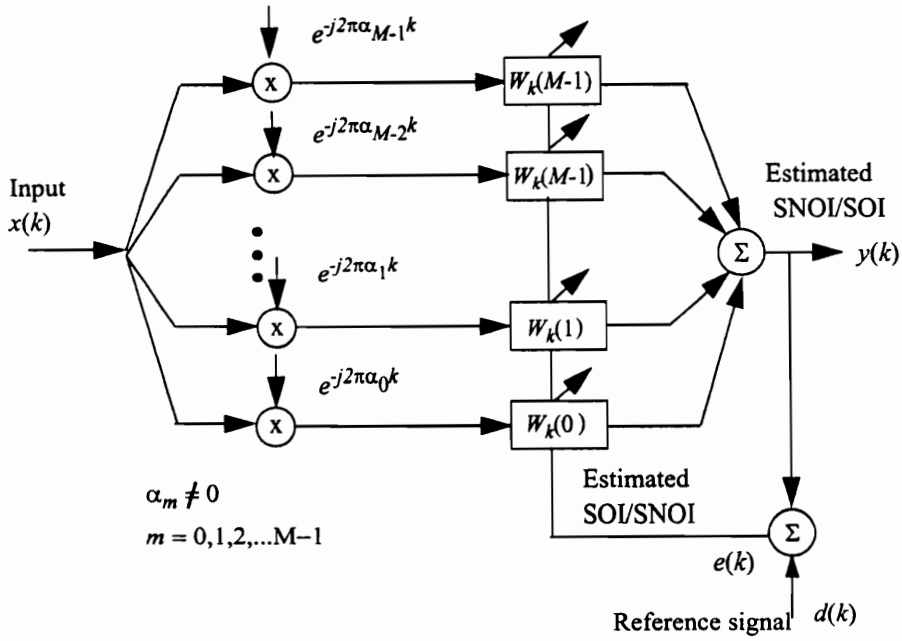 e^{-j2πα_{M-1}k}
x
W_k(M-1)
e^{-j2πα_{M-2}k}
x
W_k(M-1)
Input
x(k)
Estimated
SNOI/SOI
Σ
y(k)
e^{-j2πα_1k}
x
W_k(1)
e^{-j2πα_0k}
x
W_k(0)
α_m ≠ 0
m = 0,1,2,...M−1
Estimated
SOI/SNOI
Σ
e(k)
Reference signal d(k)